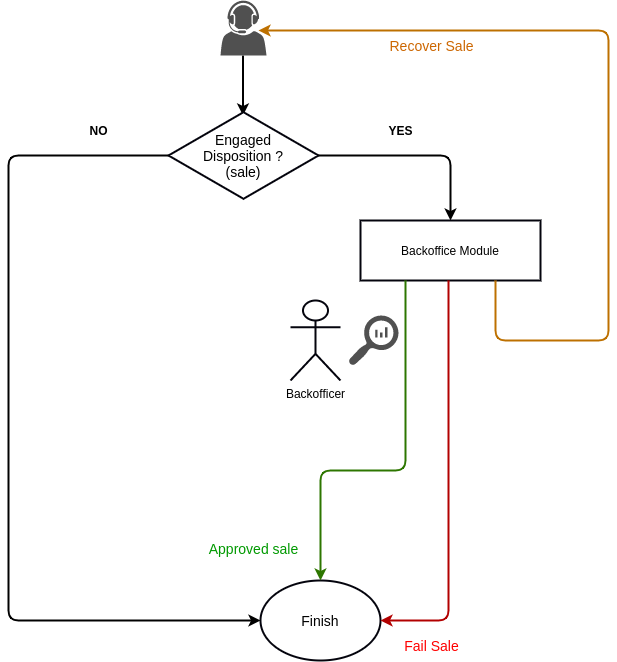 Recover Sale
NO
YES
Engaged
Disposition ?
(sale)
Backoffice Module
Backofficer
Approved sale
Finish
Fail Sale